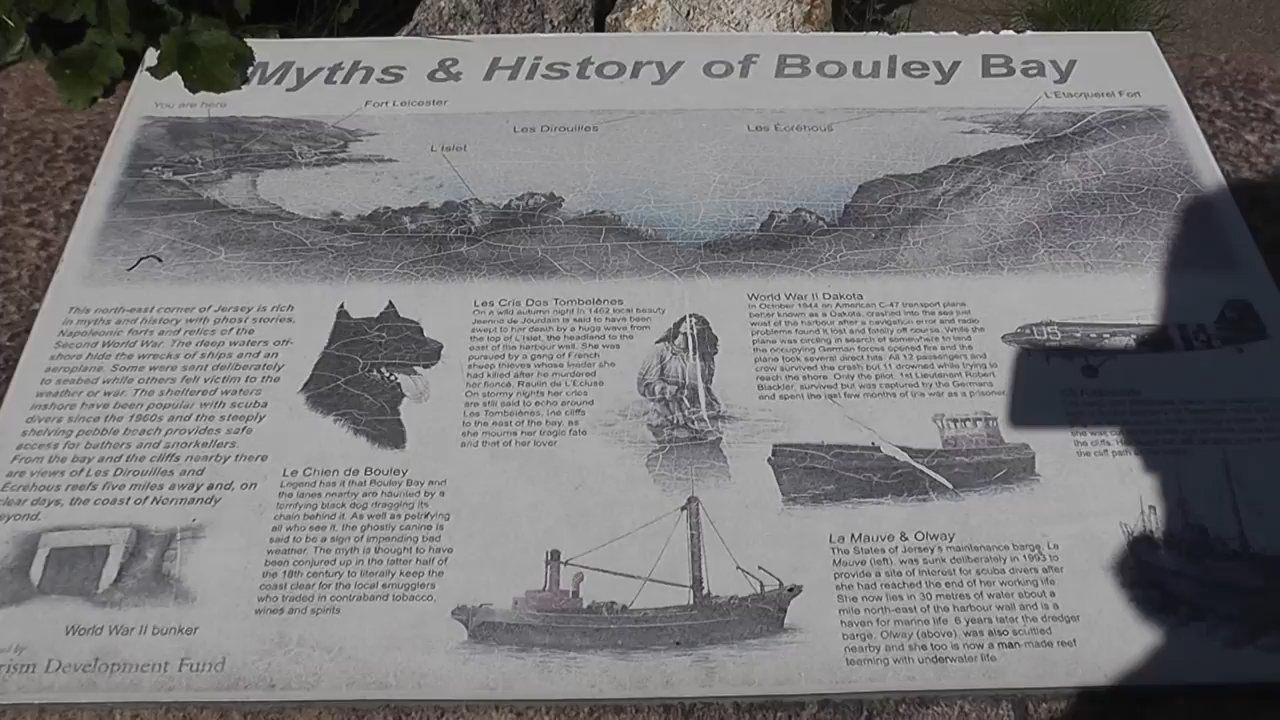 Myths & History of Bouley Bay
You are here
Fort Leicester
L'Etacquerel Fort
Les Dirouilles
Les Écréhous
L'Islet
This north-east corner of Jersey is rich
in myths and history with ghost stories,
Napoleonic forts and relics of the
Second World War. The deep waters off-
shore hide the wrecks of ships and an
aeroplane. Some were sent deliberately
to seabed while others fell victim to the
weather or war. The sheltered waters
inshore have been popular with scuba
divers since the 1960s and the steeply
shelving pebble beach provides safe
access for bathers and snorkellers.
From the bay and the cliffs nearby there
are views of Les Dirouilles and
Écréhous reefs five miles away and, on
clear days, the coast of Normandy
eyond.
World War II bunker
ed by
rism Development Fund
Le Chien de Bouley
Legend has it that Bouley Bay and
the lanes nearby are haunted by a
terrifying black dog dragging its
chain behind it. As well as petrifying
all who see it, the ghostly canine is
said to be a sign of impending bad
weather. The myth is thought to have
been conjured up in the latter half of
the 18th century to literally keep the
coast clear for the local smugglers
who traded in contraband tobacco,
wines and spirits
Les Cris Dos Tombelènes
On a wild autumn night in 1462 local beauty
Jeanne de Jourdain is said to have been
swept to her death by a huge wave from
the top of L'Islet, the headland to the
east of the harbour wall. She was
pursued by a gang of French
sheep thieves whose leader she
had killed after he murdered
her fiancé, Raulin de L'Ecluse
On stormy nights her cries
are still said to echo around
Les Tombelènes, the cliffs
to the east of the bay, as
she mourns her tragic fate
and that of her lover
World War II Dakota
In October 1944 an American C-47 transport plane
better known as a Dakota, crashed into the sea just
west of the harbour after a navigation error and radio
problems found it lost and fatally off course. While the
plane was circling in search of somewhere to land
the occupying German forces opened fire and the
plane took several direct hits. All 12 passengers and
crew survived the crash but 11 drowned while trying to
reach the shore. Only the pilot, 1st Lieutenant Robert
Blackler, survived but was captured by the Germans
and spent the last few months of the war as a prisoner.
U5
La Mauve & Olway
The States of Jersey's maintenance barge, La
Mauve (left), was sunk deliberately in 1993 to
provide a site of interest for scuba divers after
she had reached the end of her working life
She now lies in 30 metres of water about a
mile north-east of the harbour wall and is a
haven for marine life. 6 years later the dredger
barge, Olway (above), was also scuttled
nearby and she too is now a man-made reef
teeming with underwater life
she was
the cliffs. H
the cliff path